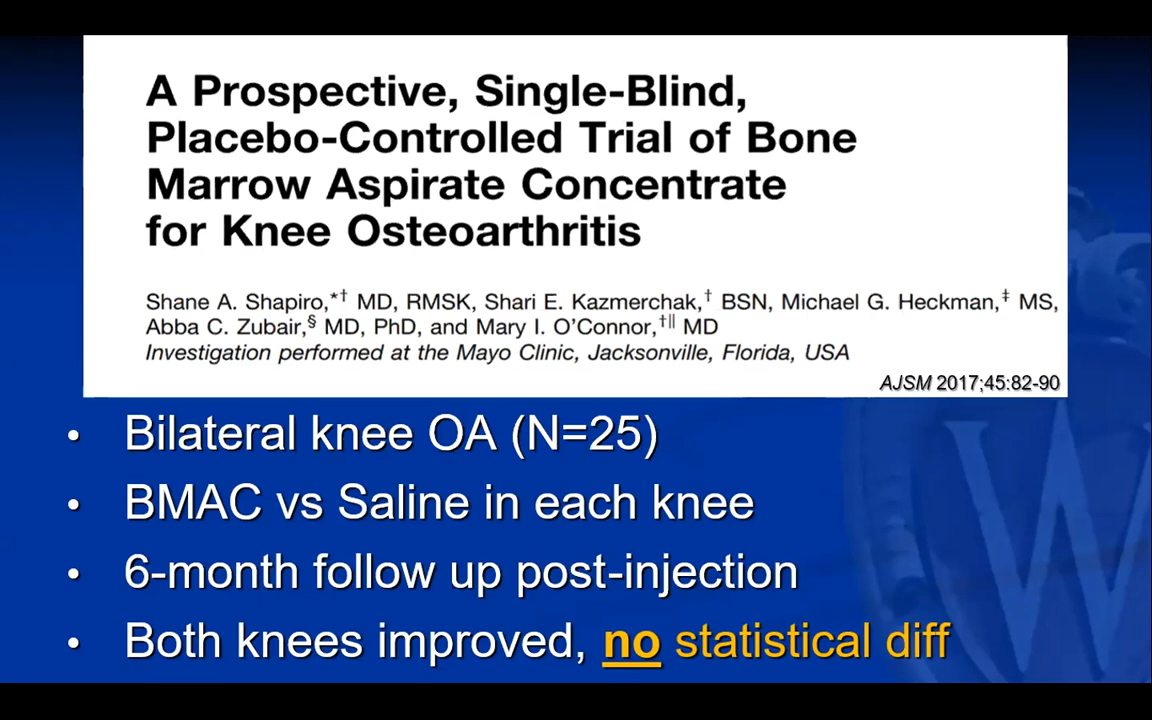 A Prospective, Single-Blind,
Placebo-Controlled Trial of Bone
Marrow Aspirate Concentrate
for Knee Osteoarthritis
Shane A. Shapiro,*† MD, RMSK, Shari E. Kazmerchak,† BSN, Michael G. Heckman,‡ MS,
Abba C. Zubair,§ MD, PhD, and Mary I. O'Connor,†∥ MD
Investigation performed at the Mayo Clinic, Jacksonville, Florida, USA
AJSM 2017;45:82-90
• Bilateral knee OA (N=25)
• BMAC vs Saline in each knee
• 6-month follow up post-injection
• Both knees improved, no statistical diff
W